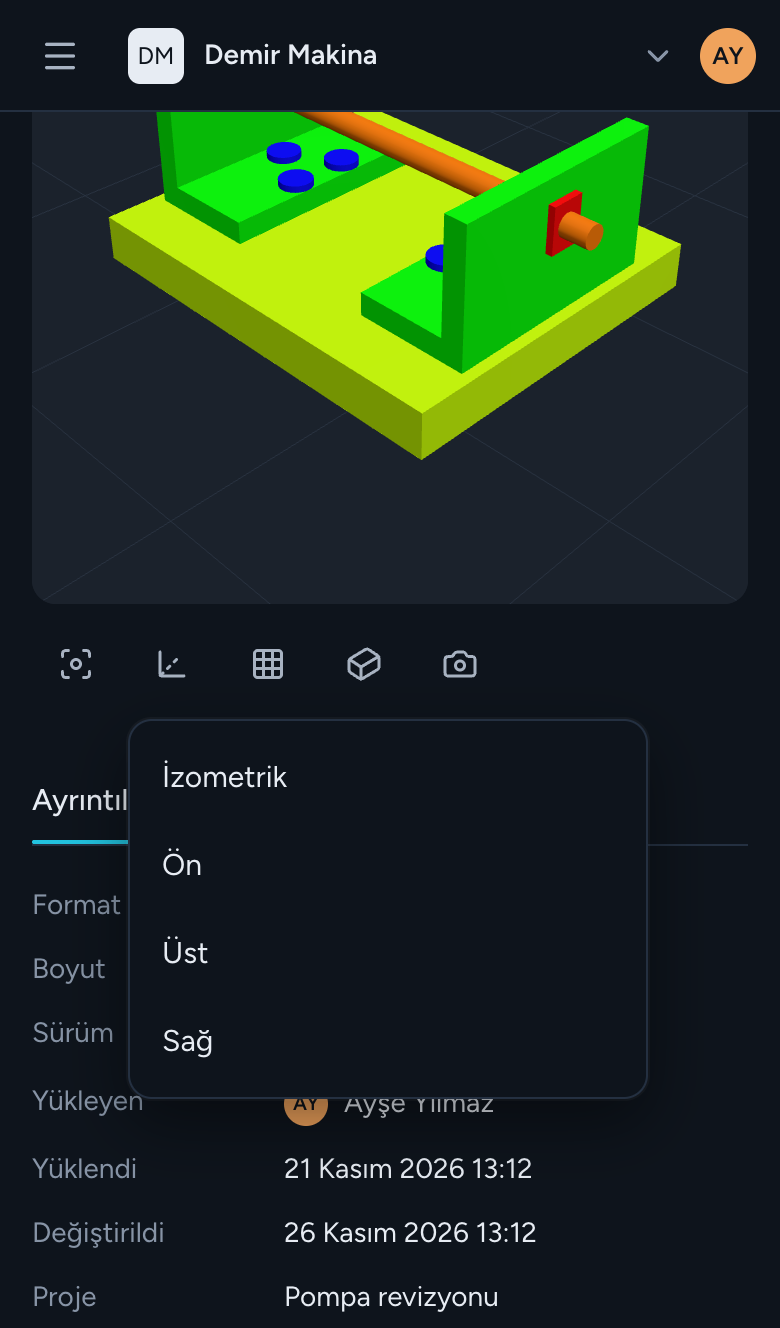 DM Demir Makina AY
İzometrik
Ön
Üst
Sağ
Format
Boyut
Sürüm
Yükleyen AY Ayşe Yılmaz
Yüklendi 21 Kasım 2026 13:12
Değiştirildi 26 Kasım 2026 13:12
Proje Pompa revizyonu